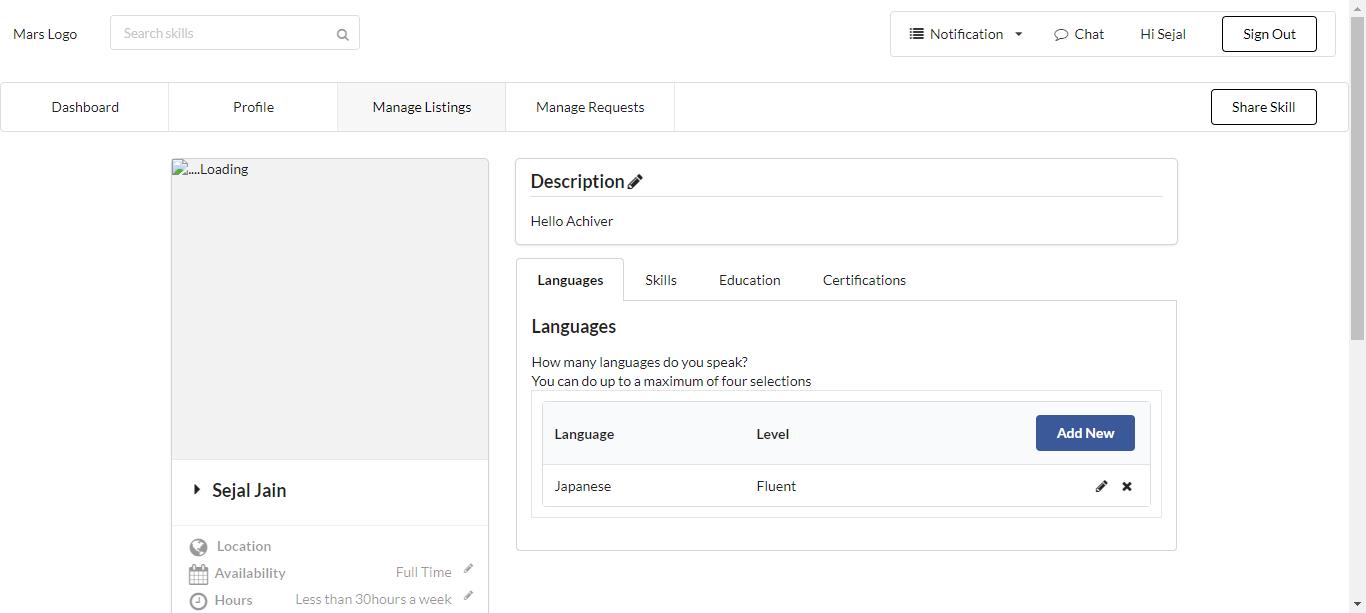 Mars Logo
Search skills
Notification
Chat
Hi Sejal
Sign Out
Dashboard
Profile
Manage Listings
Manage Requests
Share Skill
....Loading
Sejal Jain
Location
Availability
Full Time
Hours
Less than 30hours a week
Description
Hello Achiver
Languages
Skills
Education
Certifications
Languages
How many languages do you speak?
You can do up to a maximum of four selections
Language
Level
Add New
Japanese
Fluent